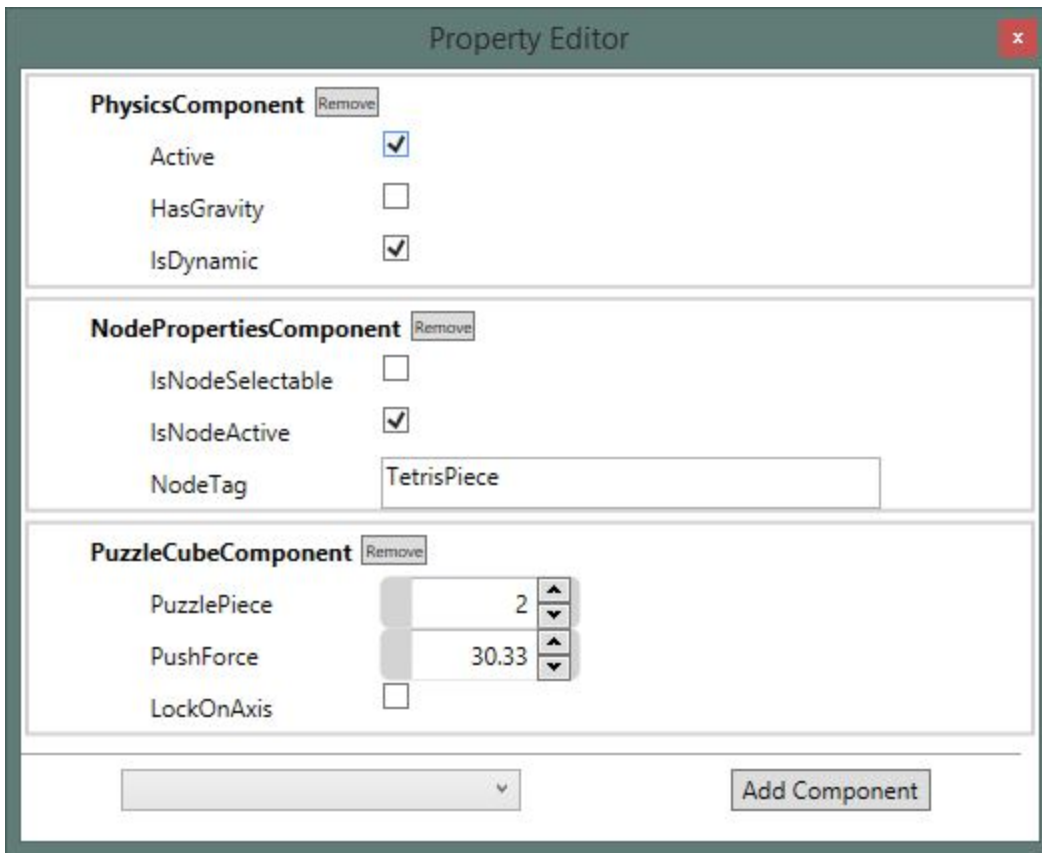 Property Editor
x
PhysicsComponent Remove
Active
HasGravity
IsDynamic
NodePropertiesComponent Remove
IsNodeSelectable
IsNodeActive
NodeTag TetrisPiece
PuzzleCubeComponent Remove
PuzzlePiece 2
PushForce 30.33
LockOnAxis
Add Component